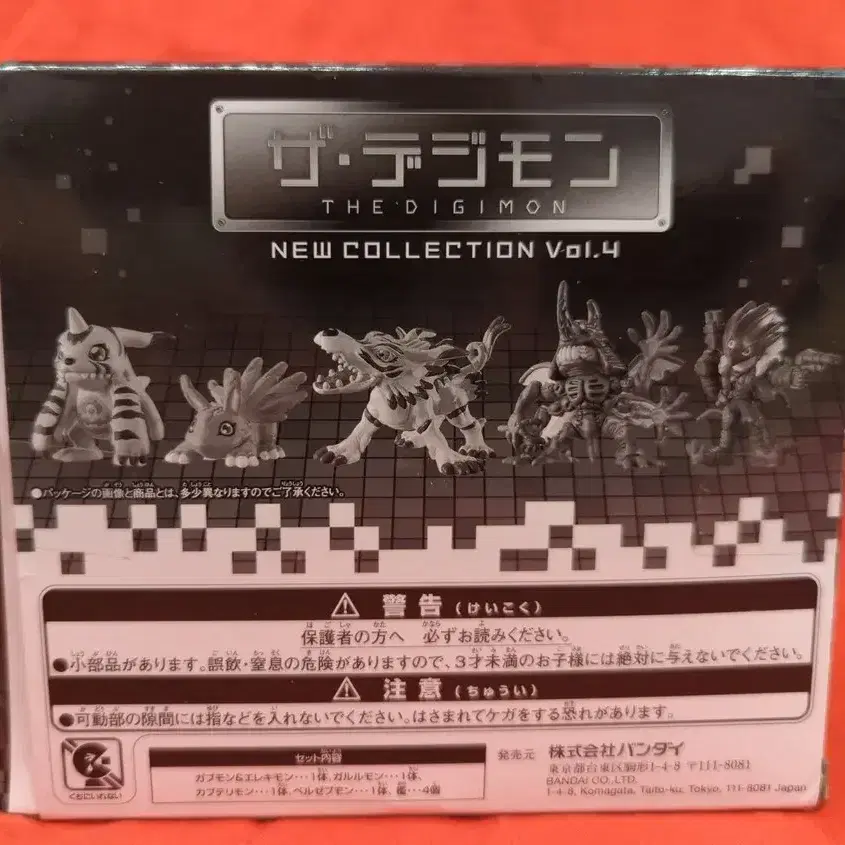 ザ・デジモン
THE DIGIMON
NEW COLLECTION Vol.4
●パッケージの画像と商品とは、多少異なりますのでご了承ください。
警告(けいこく)
保護者の方へ 必ずお読みください。
●小部品があります。誤飲・窒息の危険がありますので、3才未満のお子様には絶対に与えないでください。
注意(ちゅうい)
●可動部の隙間には指などを入れないでください。はさまれてケガをする恐れがあります。
くちにいれない
セット内容
ガブモン&エレキモン…1体、ガルルモン…1体、
カブテリモン…1体、ベルゼブモン…1体、檻…4個
発売元 株式会社バンダイ
東京都台東区駒形1-4-8 〒111-8081
BANDAI CO.,LTD.
1-4-8, Komagata, Taito-ku, Tokyo, 111-8081 Japan